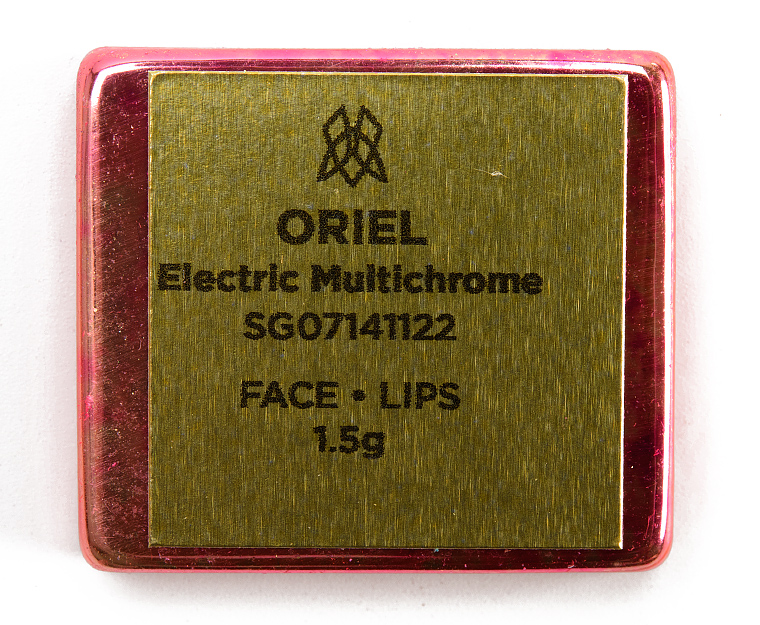 ORIEL
Electric Multichrome
SG07141122
FACE • LIPS
1.5g